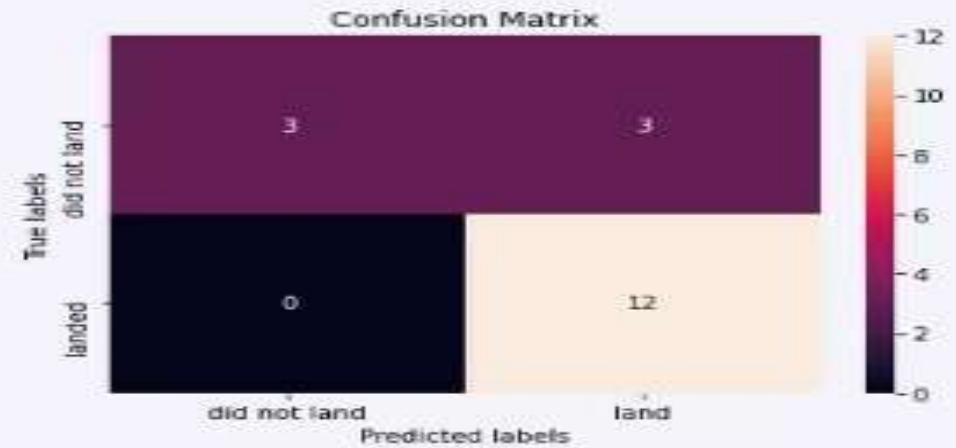 Confusion Matrix
12
10
8
6
4
2
0
True labels
did not land
landed
3 3
0 12
did not land land
Predicted labels